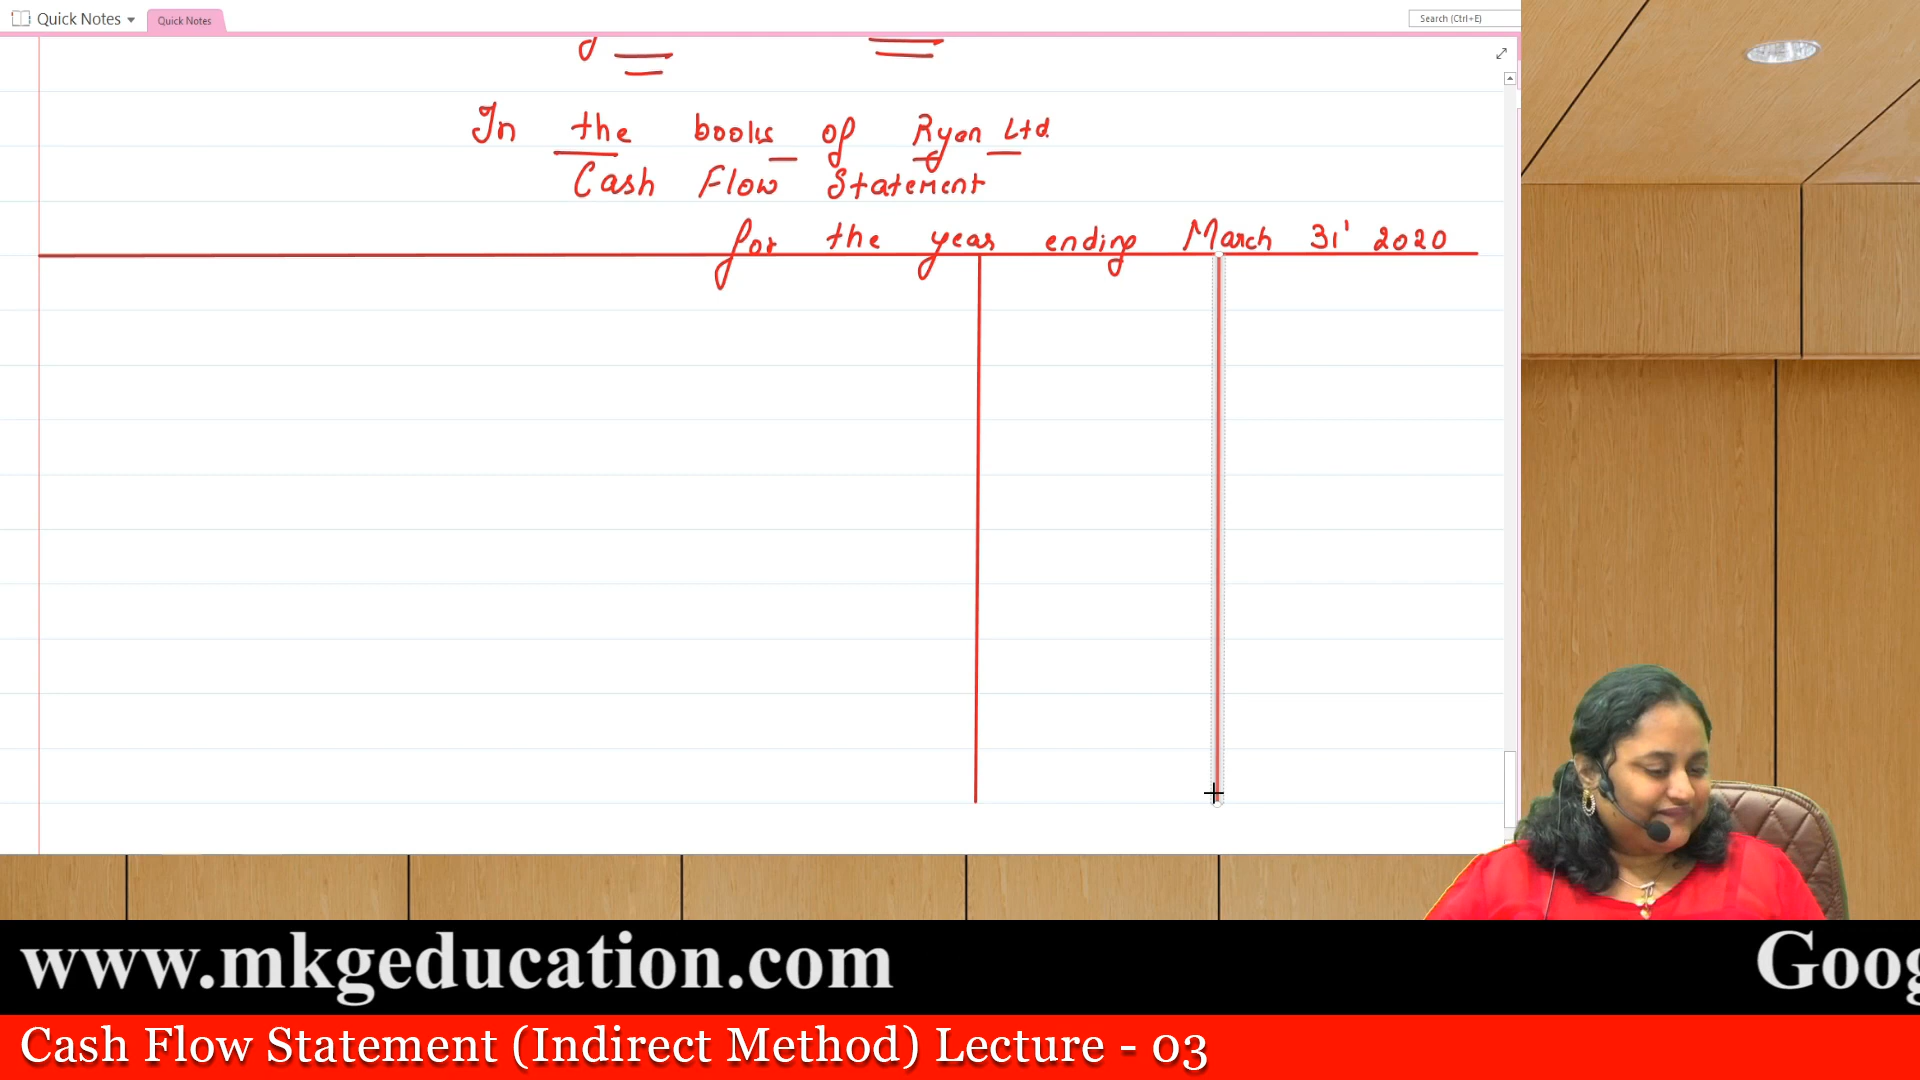 Quick Notes
Quick Notes
Search (Ctrl+E)
In the books of Ryan Ltd.
Cash Flow Statement
for the year ending March 31' 2020
www.mkgeducation.com
Goog
Cash Flow Statement (Indirect Method) Lecture - 03